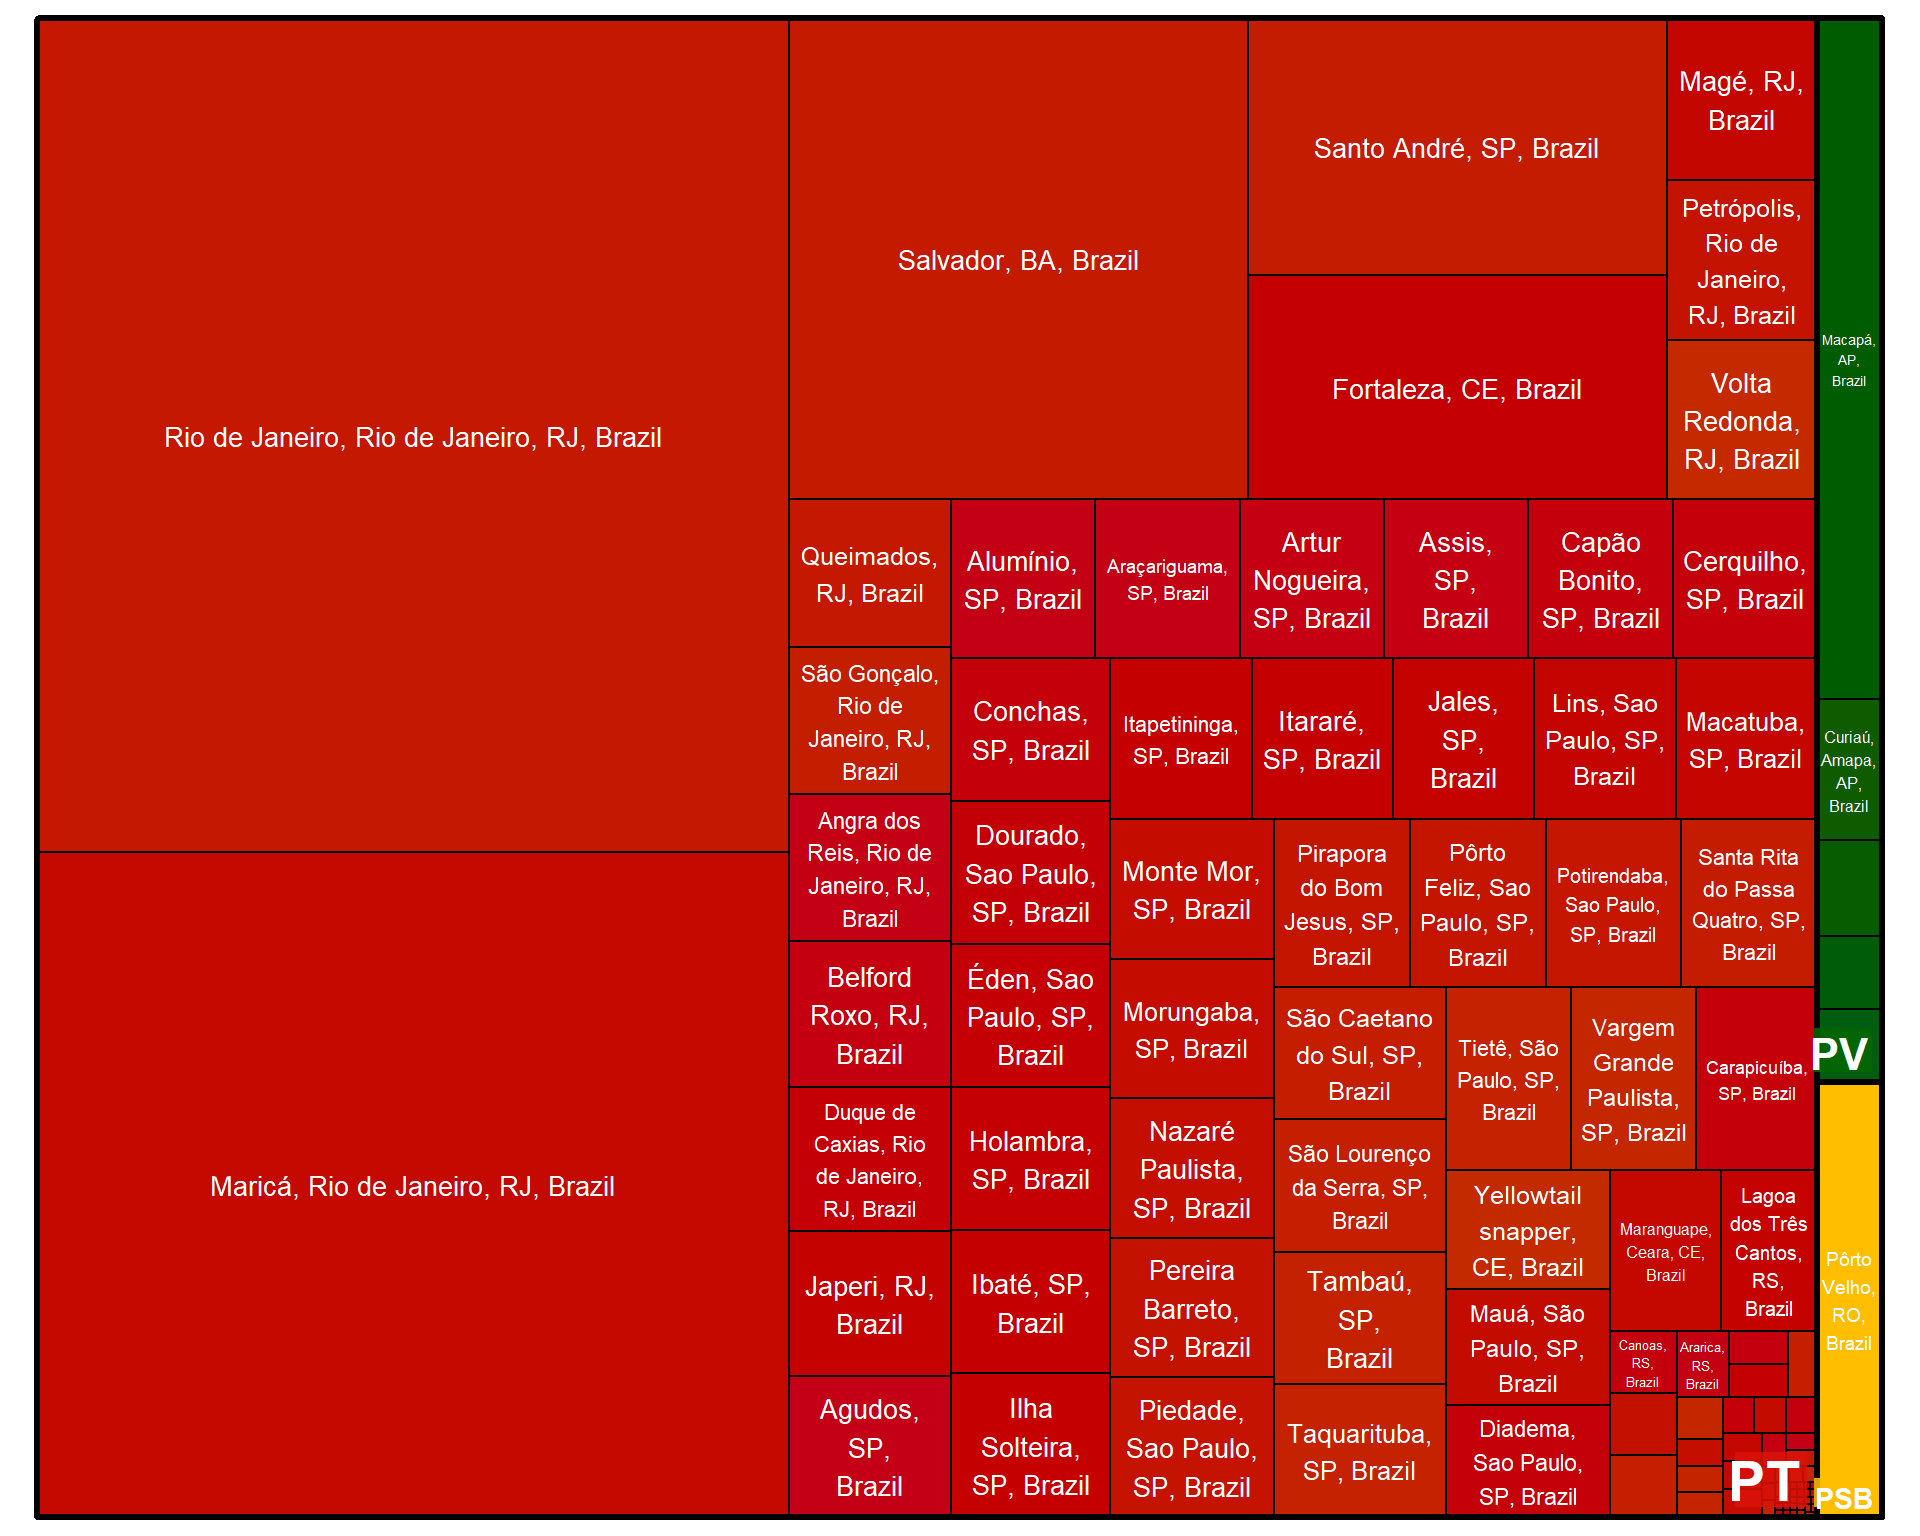 Rio de Janeiro, Rio de Janeiro, RJ, Brazil
Maricá, Rio de Janeiro, RJ, Brazil
Salvador, BA, Brazil
Santo André, SP, Brazil
Fortaleza, CE, Brazil
Magé, RJ,
Brazil
Petrópolis,
Rio de
Janeiro,
RJ, Brazil
Volta
Redonda,
RJ, Brazil
Queimados,
RJ, Brazil
São Gonçalo,
Rio de
Janeiro, RJ,
Brazil
Angra dos
Reis, Rio de
Janeiro, RJ,
Brazil
Belford
Roxo, RJ,
Brazil
Duque de
Caxias, Rio
de Janeiro,
RJ, Brazil
Japeri, RJ,
Brazil
Agudos,
SP,
Brazil
Alumínio,
SP, Brazil
Araçariguama,
SP, Brazil
Artur
Nogueira,
SP, Brazil
Assis,
SP,
Brazil
Capão
Bonito,
SP, Brazil
Cerquilho,
SP, Brazil
Conchas,
SP, Brazil
Dourado,
Sao Paulo,
SP, Brazil
Éden, Sao
Paulo, SP,
Brazil
Holambra,
SP, Brazil
Ibaté, SP,
Brazil
Ilha
Solteira,
SP, Brazil
Itapetininga,
SP, Brazil
Itararé,
SP, Brazil
Jales,
SP,
Brazil
Lins, Sao
Paulo, SP,
Brazil
Macatuba,
SP, Brazil
Monte Mor,
SP, Brazil
Morungaba,
SP, Brazil
Nazaré
Paulista,
SP, Brazil
Pereira
Barreto,
SP, Brazil
Piedade,
Sao Paulo,
SP, Brazil
Pirapora
do Bom
Jesus, SP,
Brazil
Pôrto
Feliz, Sao
Paulo, SP,
Brazil
Potirendaba,
Sao Paulo,
SP, Brazil
Santa Rita
do Passa
Quatro, SP,
Brazil
São Caetano
do Sul, SP,
Brazil
São Lourenço
da Serra, SP,
Brazil
Tambaú,
SP,
Brazil
Taquarituba,
SP, Brazil
Tietê, São
Paulo, SP,
Brazil
Vargem
Grande
Paulista,
SP, Brazil
Carapicuíba,
SP, Brazil
Yellowtail
snapper,
CE, Brazil
Mauá, São
Paulo, SP,
Brazil
Diadema,
Sao Paulo,
SP, Brazil
Maranguape,
Ceara, CE,
Brazil
Lagoa
dos Três
Cantos,
RS,
Brazil
Canoas,
RS,
Brazil
Ararica,
RS,
Brazil
PT
Macapá,
AP,
Brazil
Curiaú,
Amapa,
AP,
Brazil
PV
Pôrto
Velho,
RO,
Brazil
PSB